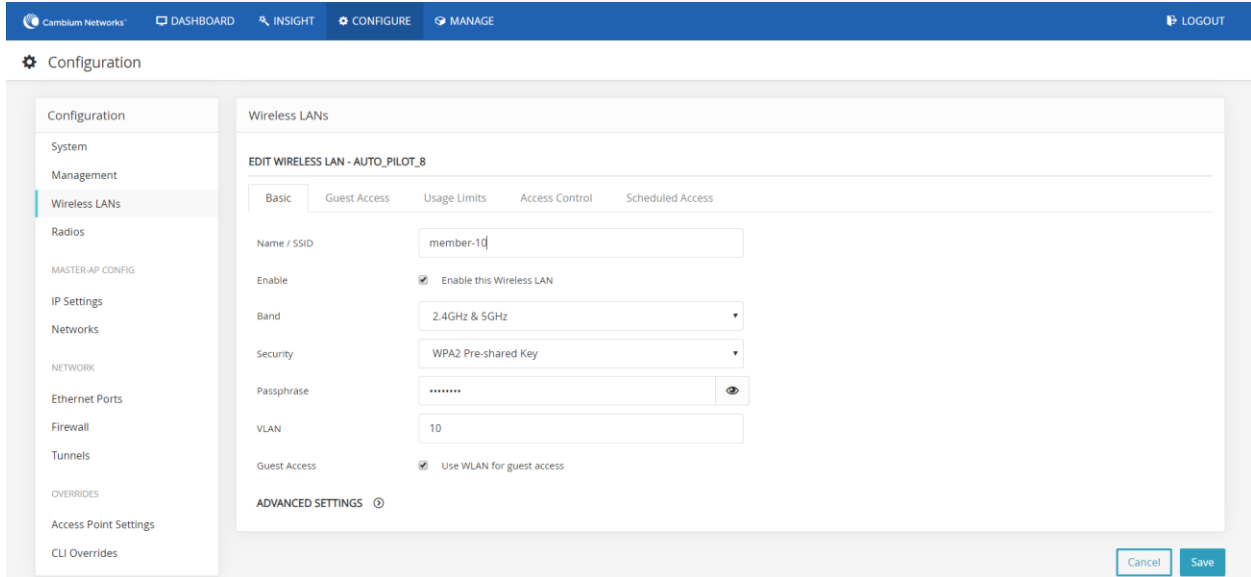 Cambium Networks™ DASHBOARD INSIGHT CONFIGURE MANAGE LOGOUT
Configuration
Configuration
System
Management
Wireless LANs
Radios
MASTER-AP CONFIG
IP Settings
Networks
NETWORK
Ethernet Ports
Firewall
Tunnels
OVERRIDES
Access Point Settings
CLI Overrides
Wireless LANs
EDIT WIRELESS LAN - AUTO_PILOT_8
Basic Guest Access Usage Limits Access Control Scheduled Access
Name / SSID member-10
Enable Enable this Wireless LAN
Band 2.4GHz & 5GHz
Security WPA2 Pre-shared Key
Passphrase ••••••••
VLAN 10
Guest Access Use WLAN for guest access
ADVANCED SETTINGS
Cancel Save